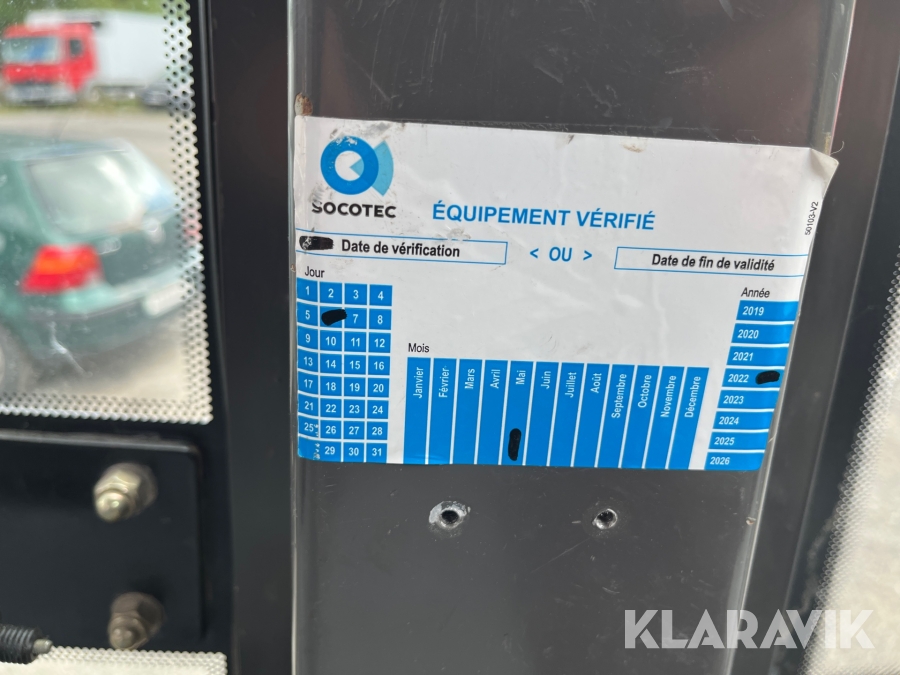 SOCOTEC
ÉQUIPEMENT VÉRIFIÉ
50103-V2
Date de vérification
< OU >
Date de fin de validité
Jour
1 2 3 4
5 7 8
9 10 11 12
13 14 15 16
17 18 19 20
21 22 23 24
25 26 27 28
29 30 31
Mois
Janvier
Février
Mars
Avril
Mai
Juin
Juillet
Août
Septembre
Octobre
Novembre
Décembre
Année
2019
2020
2021
2022
2023
2024
2025
2026
KLARAVIK